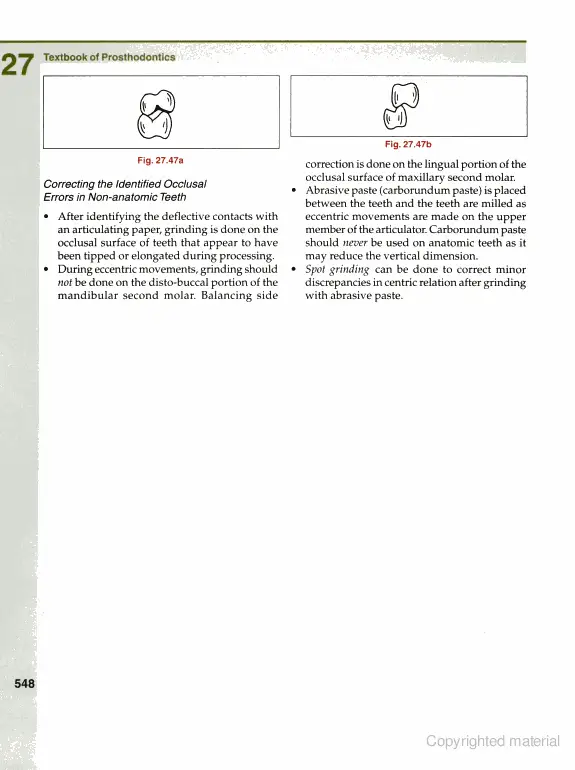 27
Textbook of Prosthodontics
Fig. 27.47a
Correcting the Identified Occlusal
Errors in Non-anatomic Teeth
• After identifying the deflective contacts with
an articulating paper, grinding is done on the
occlusal surface of teeth that appear to have
been tipped or elongated during processing.
• During eccentric movements, grinding should
not be done on the disto-buccal portion of the
mandibular second molar. Balancing side
Fig. 27.47b
correction is done on the lingual portion of the
occlusal surface of maxillary second molar.
• Abrasive paste (carborundum paste) is placed
between the teeth and the teeth are milled as
eccentric movements are made on the upper
member of the articulator. Carborundum paste
should never be used on anatomic teeth as it
may reduce the vertical dimension.
• Spot grinding can be done to correct minor
discrepancies in centric relation after grinding
with abrasive paste.
548
Copyrighted material